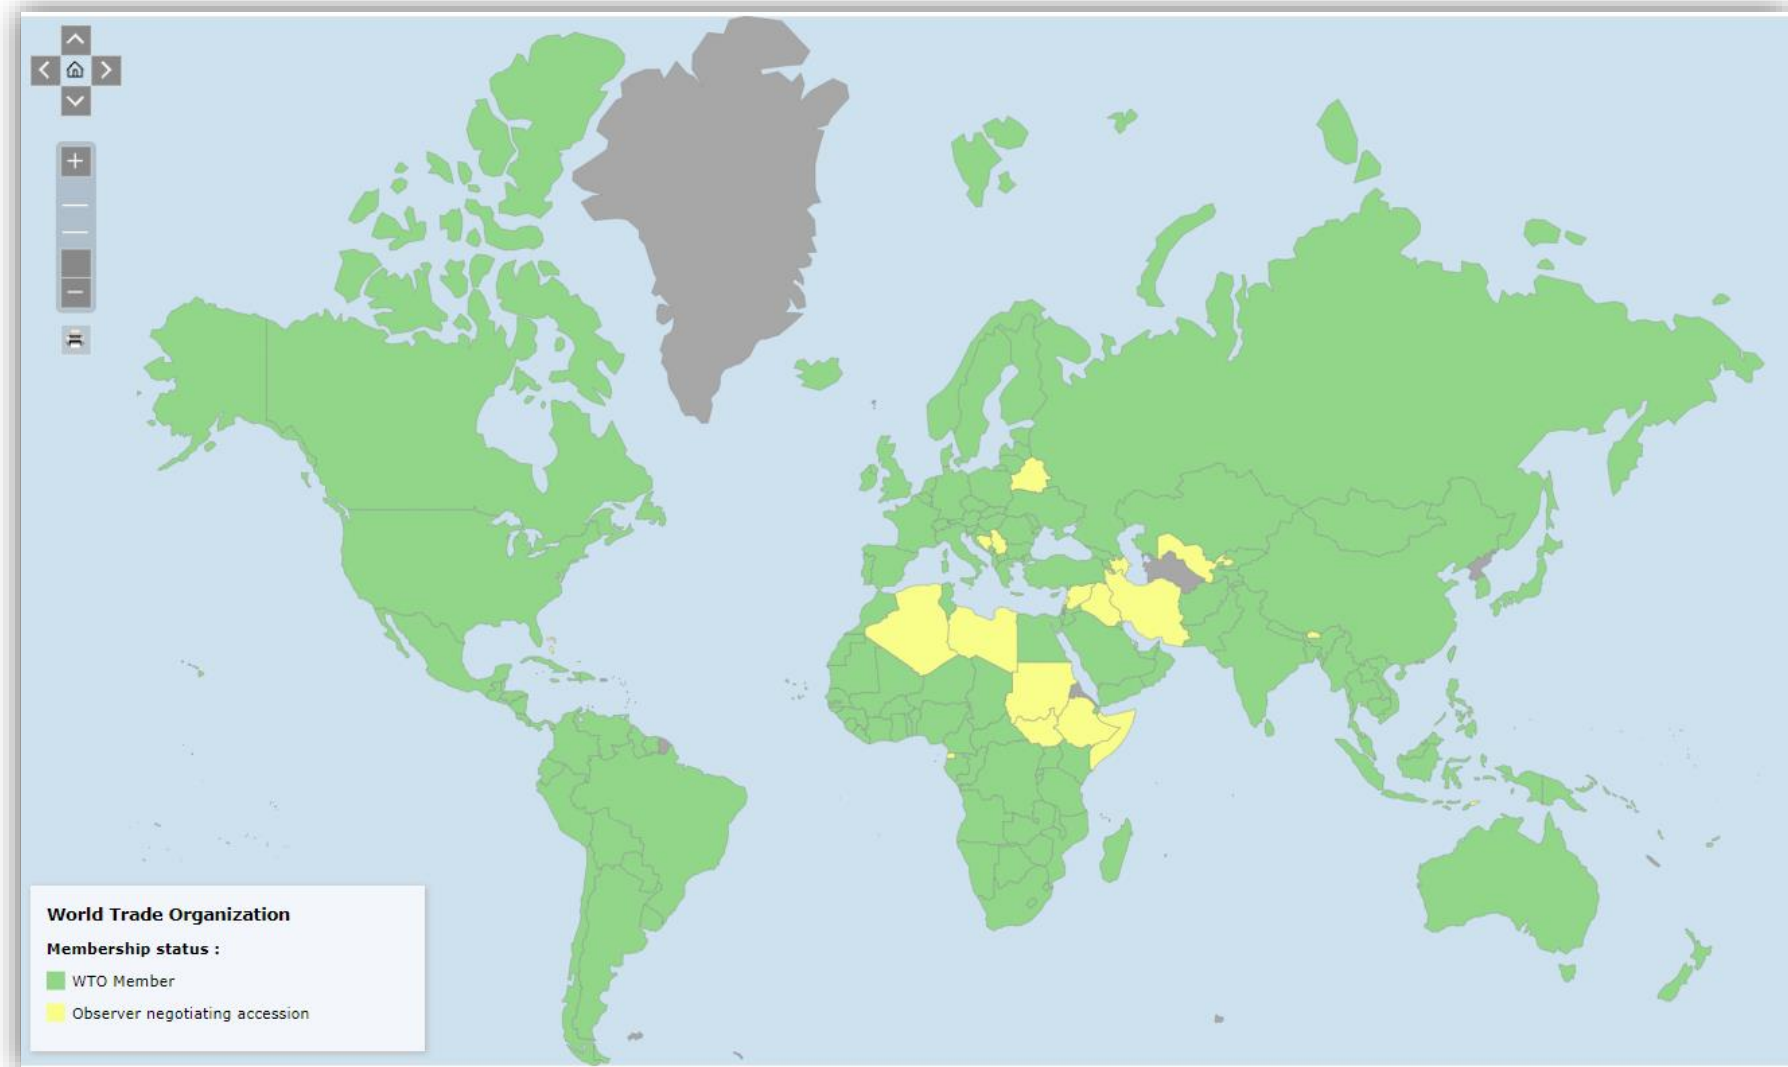 World Trade Organization
Membership status :
WTO Member
Observer negotiating accession